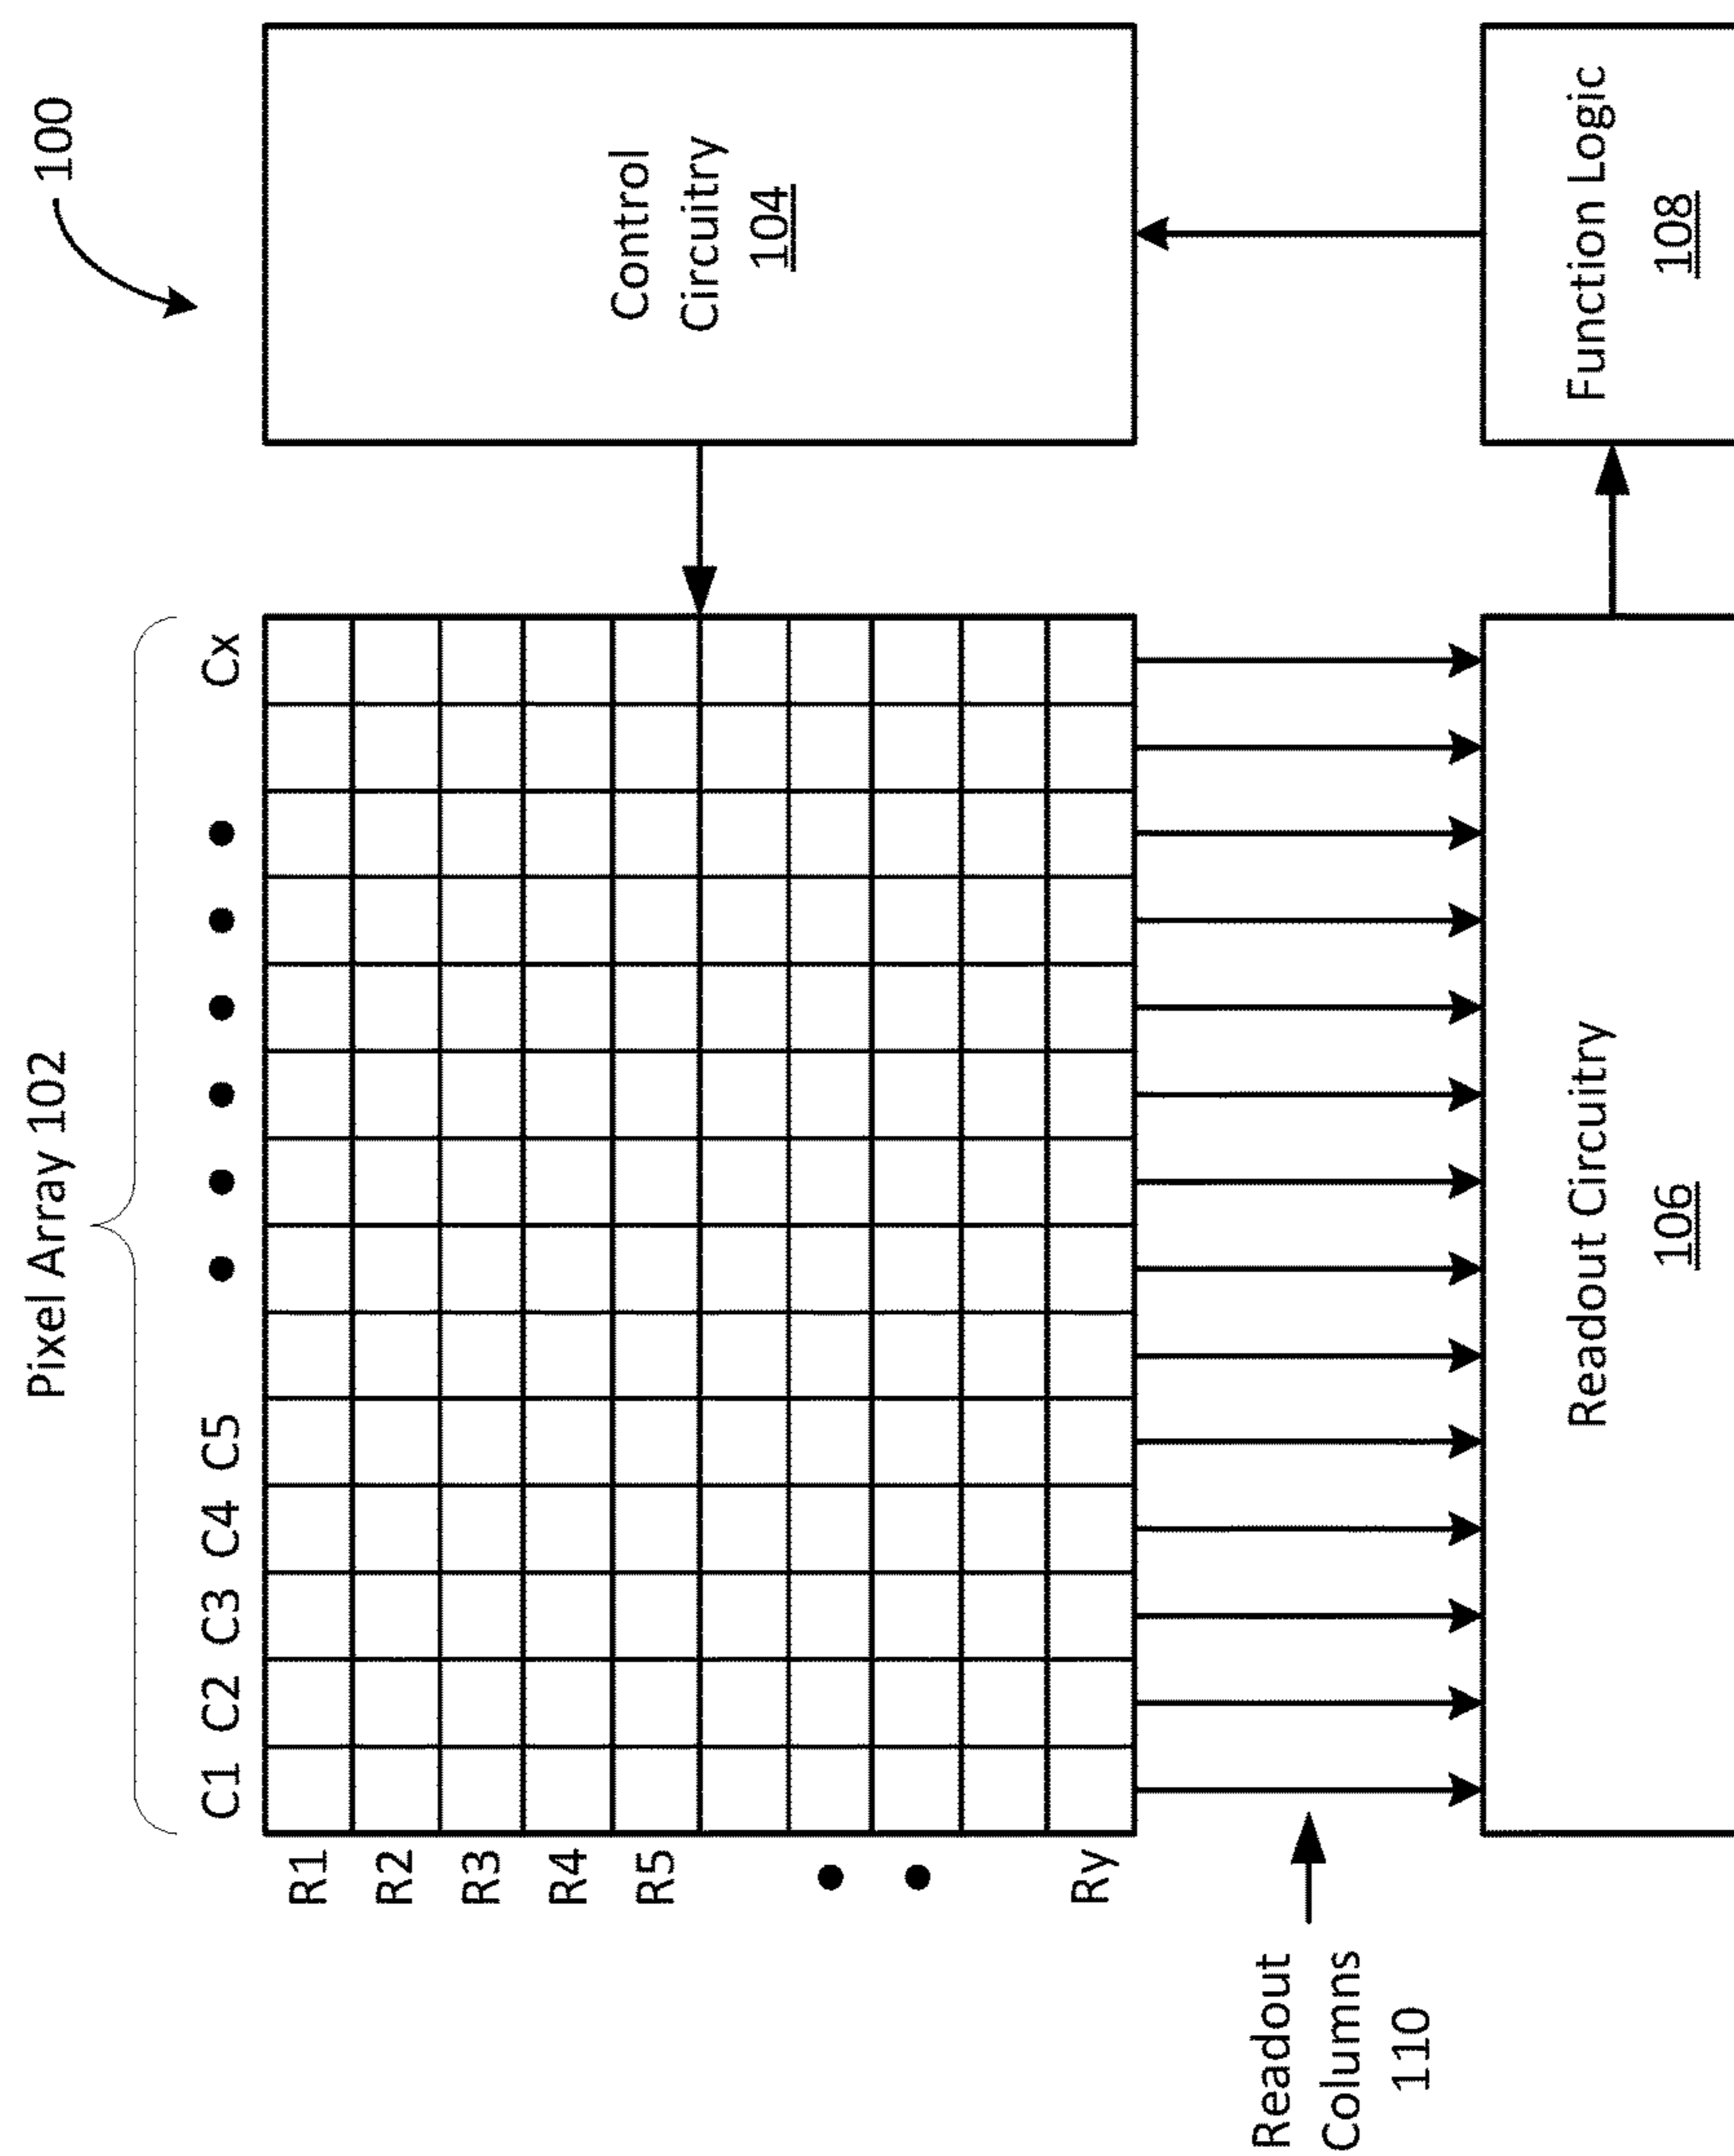 100
Pixel Array 102
C1 C2 C3 C4 C5 ● ● ● ● ● ● Cx
R1
R2
R3
R4
R5
●
●
Ry
Control
Circuitry
104
Readout
Columns
110
Readout Circuitry
106
Function Logic
108